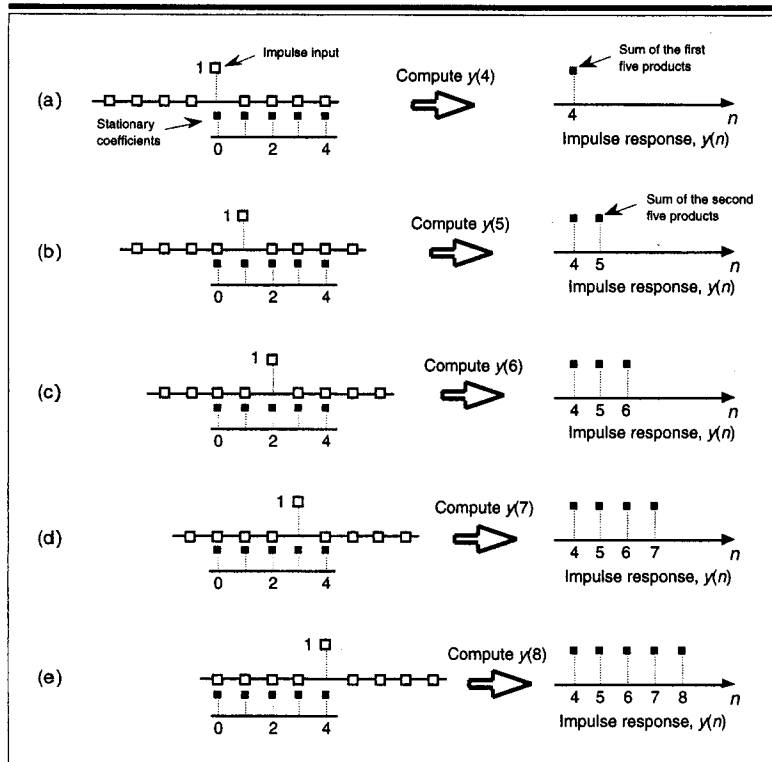 Impulse input
1
Sum of the first
five products
Compute y(4)
(a)
Stationary
coefficients
0 2 4
4
n
Impulse response, y(n)
Sum of the second
five products
1
Compute y(5)
(b)
0 2 4
4 5
n
Impulse response, y(n)
1
Compute y(6)
(c)
0 2 4
4 5 6
n
Impulse response, y(n)
1
Compute y(7)
(d)
0 2 4
4 5 6 7
n
Impulse response, y(n)
1
Compute y(8)
(e)
0 2 4
4 5 6 7 8
n
Impulse response, y(n)